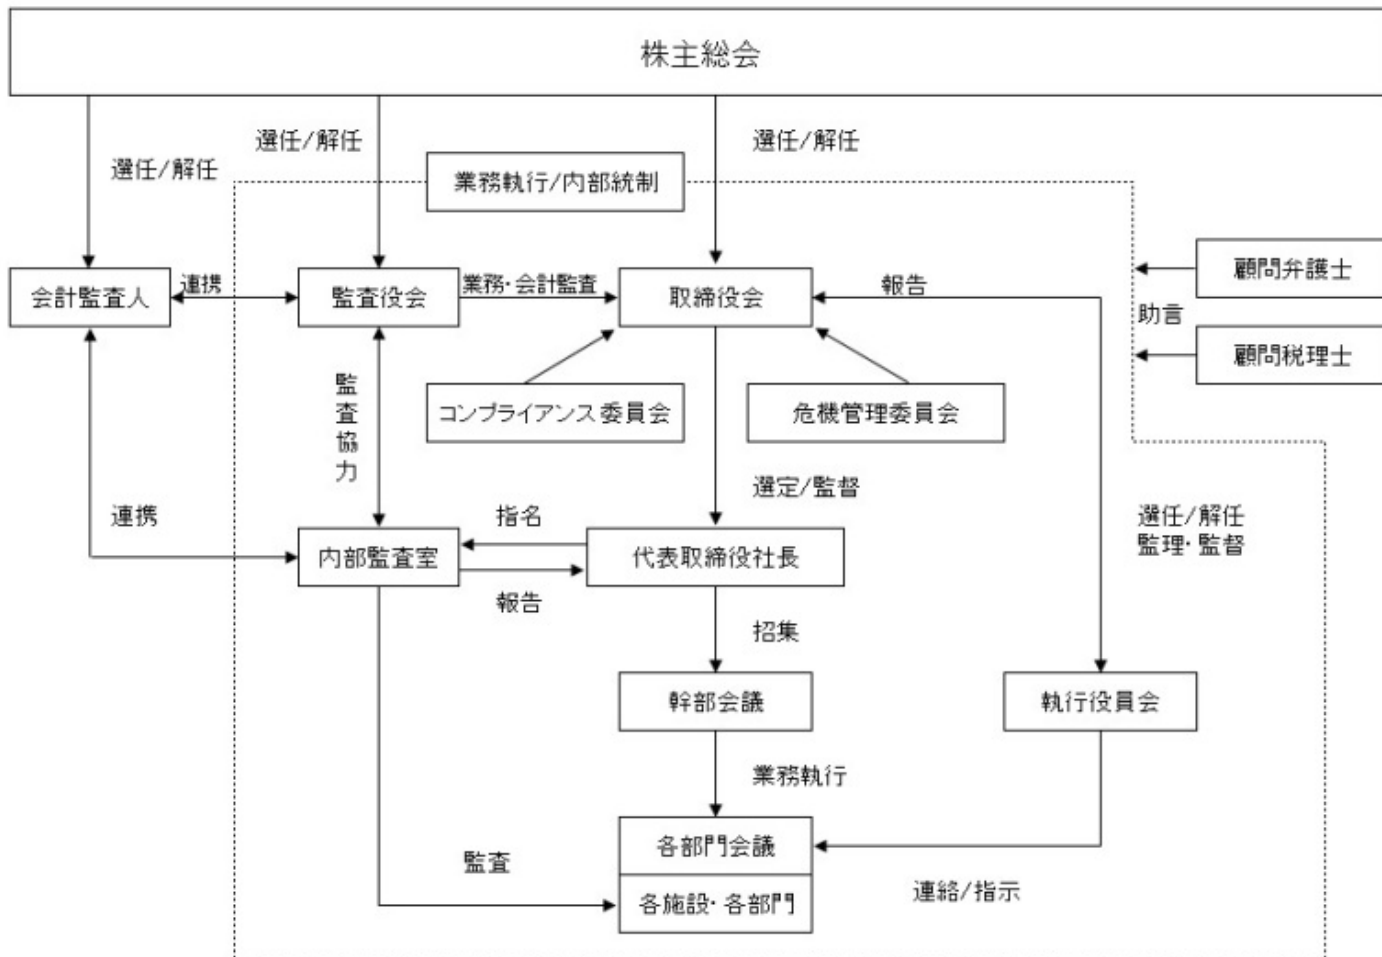 株主総会
選任/解任
選任/解任
選任/解任
業務執行/内部統制
会計監査人
連携
監査役会
業務・会計監査
取締役会
報告
顧問弁護士
助言
顧問税理士
監査協力
コンプライアンス委員会
危機管理委員会
選定/監督
連携
指名
選任/解任
監理・監督
内部監査室
代表取締役社長
報告
招集
幹部会議
執行役員会
業務執行
監査
各部門会議
各施設・各部門
連絡/指示